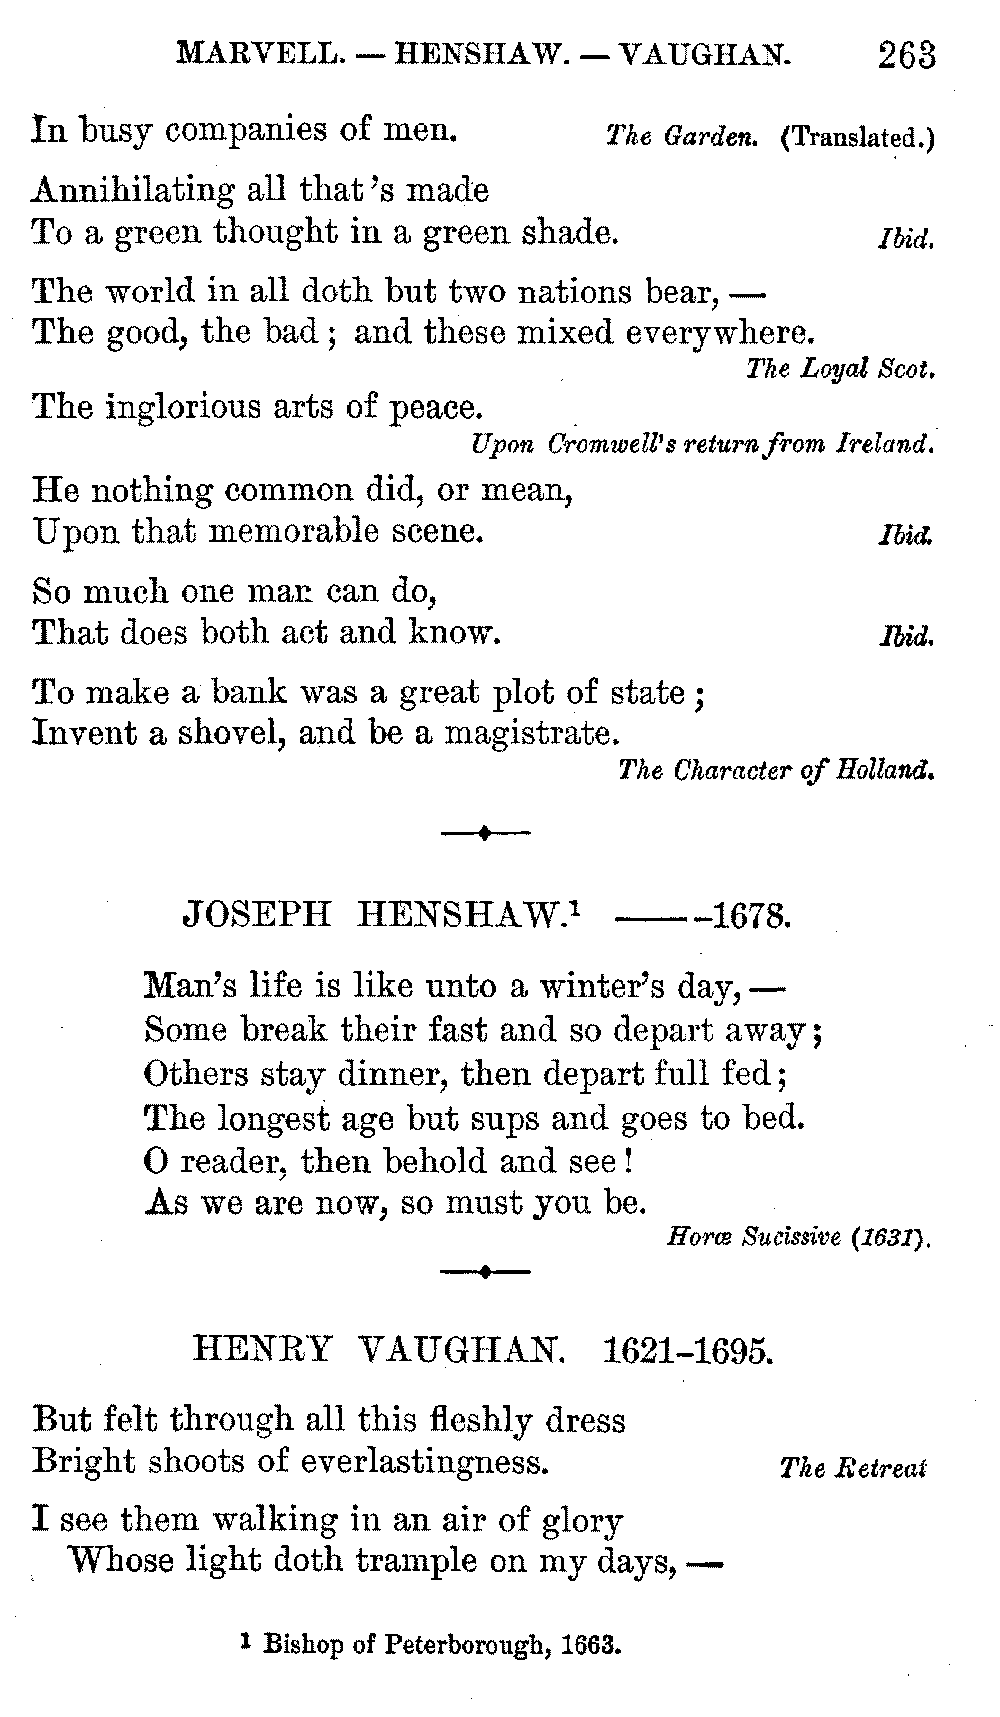 MARVELL. — HENSHAW. — VAUGHAN. 263
In busy companies of men. The Garden. (Translated.)
Annihilating all that 's made
To a green thought in a green shade. Ibid.
The world in all doth but two nations bear, —
The good, the bad ; and these mixed everywhere.
The Loyal Scot.
The inglorious arts of peace.
Upon Cromwell's return from Ireland.
He nothing common did, or mean,
Upon that memorable scene. Ibid.
So much one man can do,
That does both act and know. Ibid.
To make a bank was a great plot of state ;
Invent a shovel, and be a magistrate.
The Character of Holland.
JOSEPH HENSHAW.¹ ——–1678.
Man's life is like unto a winter's day, —
Some break their fast and so depart away ;
Others stay dinner, then depart full fed ;
The longest age but sups and goes to bed.
O reader, then behold and see !
As we are now, so must you be.
Horæ Sucissive (1631).
HENRY VAUGHAN. 1621–1695.
But felt through all this fleshly dress
Bright shoots of everlastingness. The Retreat
I see them walking in an air of glory
Whose light doth trample on my days, —
1 Bishop of Peterborough, 1663.